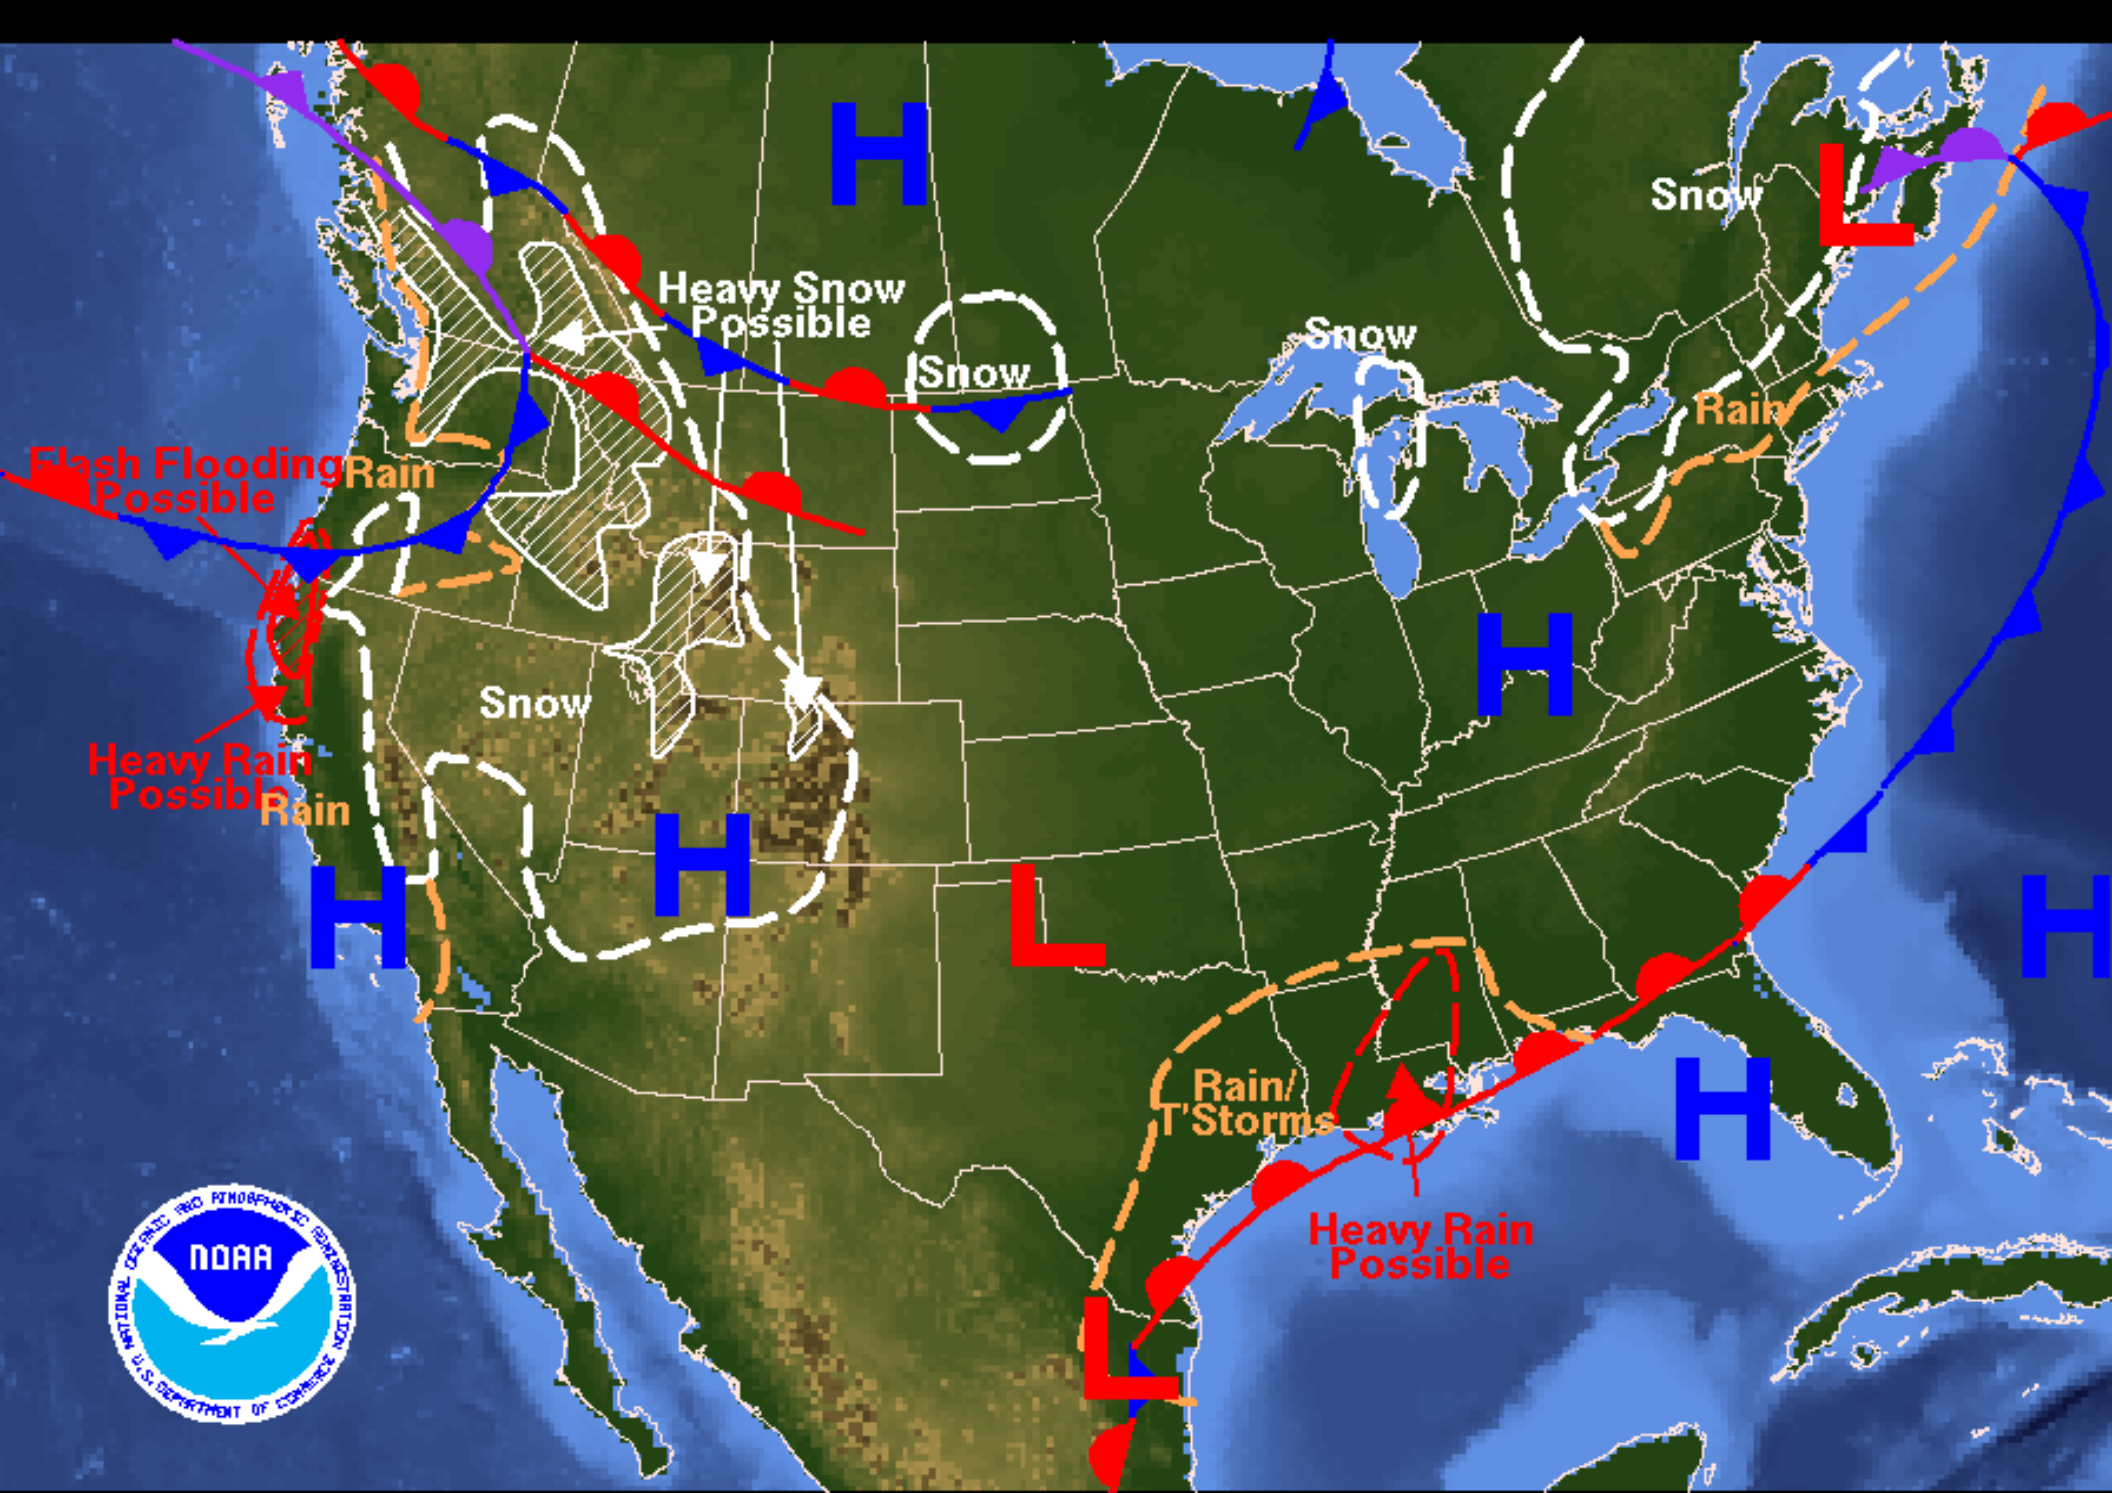 H
Snow
L
Heavy Snow
Possible
Snow
Snow
Rain
Flash Flooding
Possible
Rain
H
Snow
Heavy Rain
Possible
Rain
H
H
L
H
H
Rain/
T'Storms
Heavy Rain
Possible
L
NATIONAL OCEANIC AND ATMOSPHERIC ADMINISTRATION
NOAA
U.S. DEPARTMENT OF COMMERCE